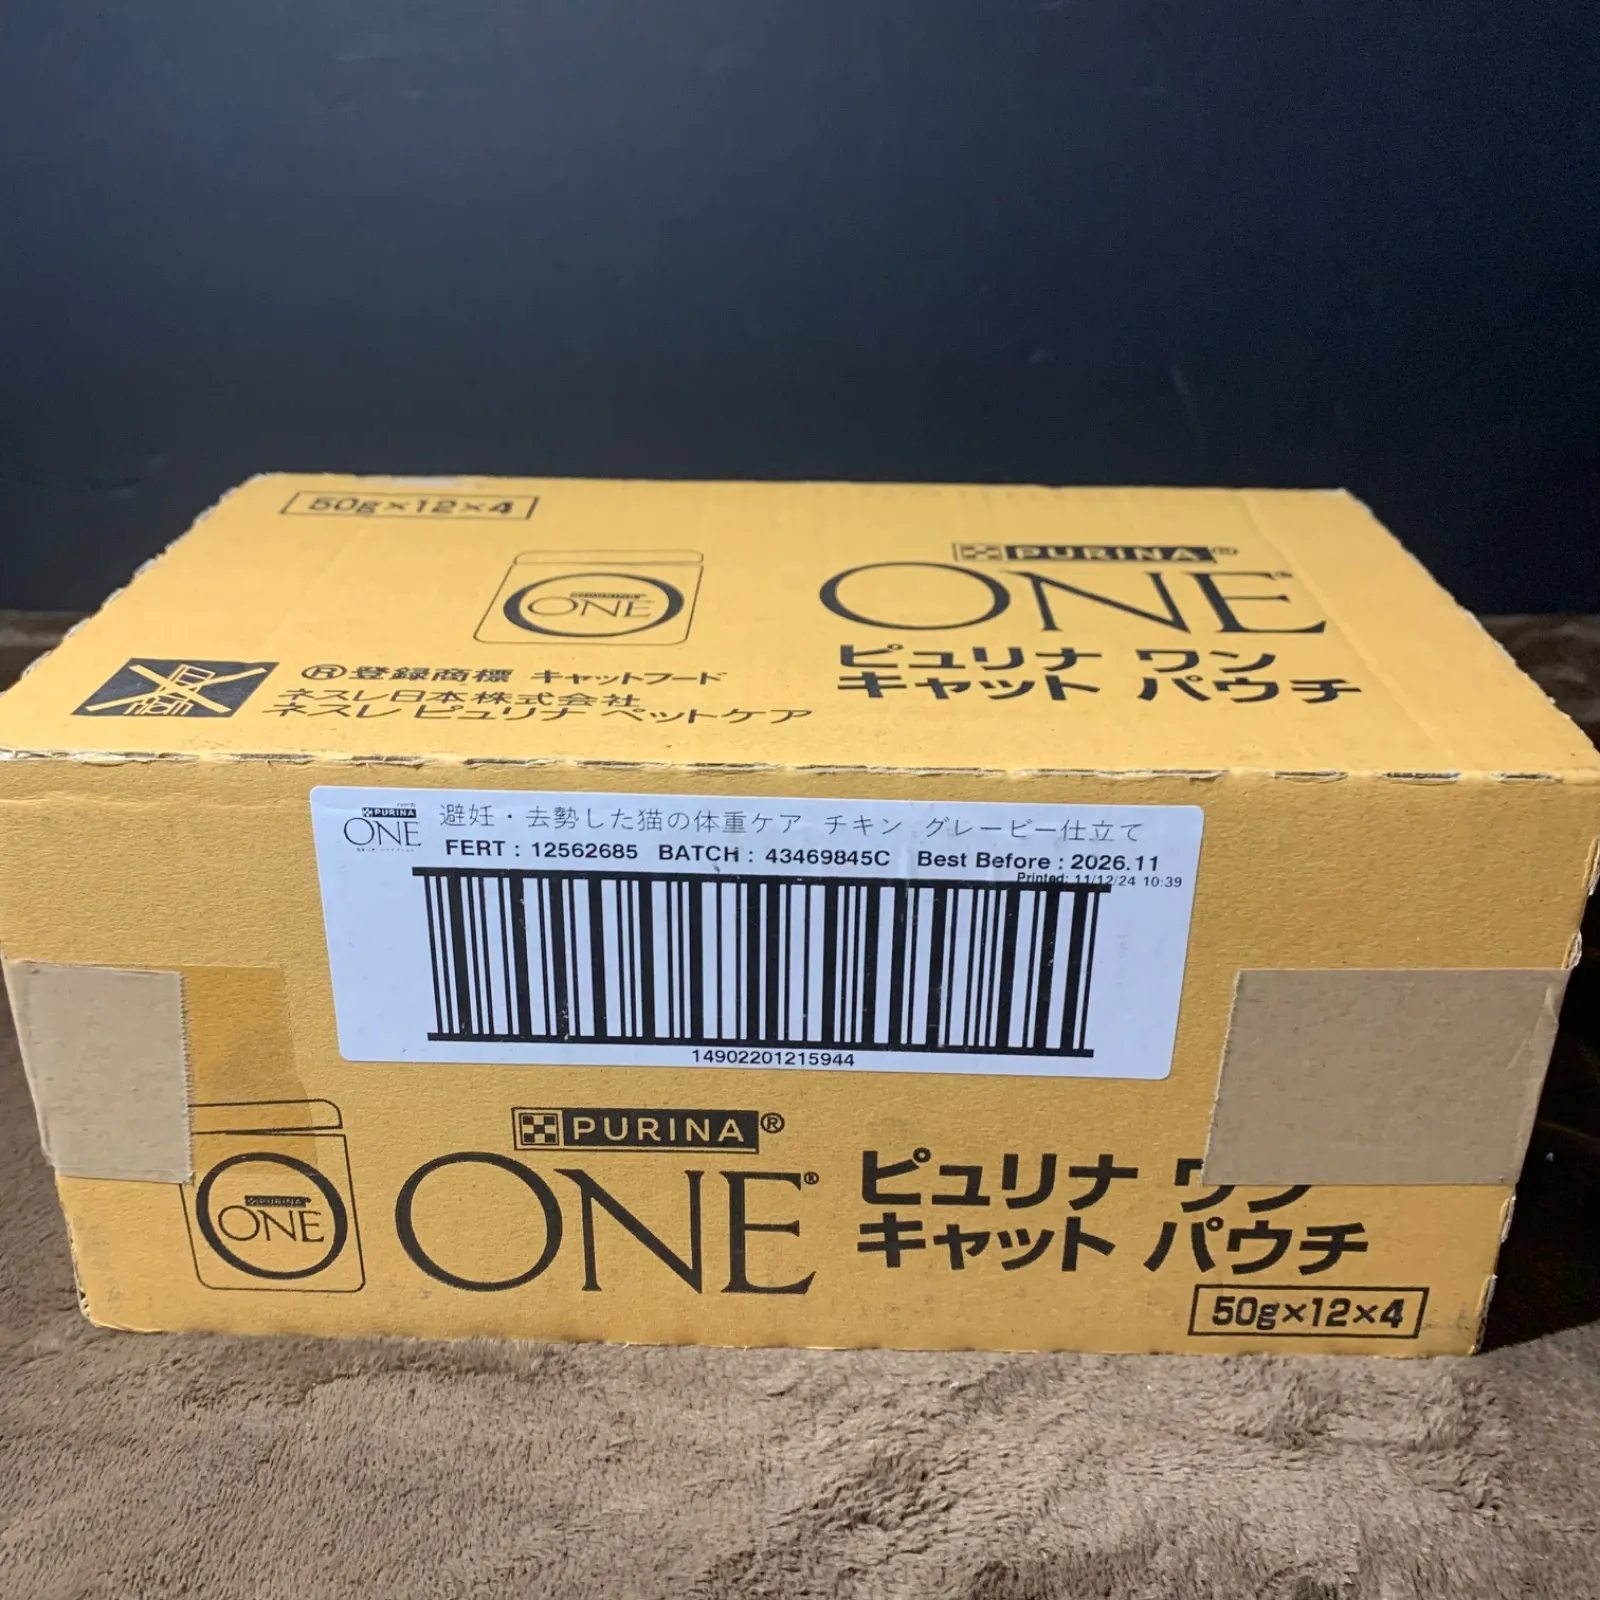 50g×12×4
PURINA®
ONE®
PURINA
ONE
ピュリナ ワン
キャット パウチ
®登録商標 キャットフード
ネスレ日本株式会社
ネスレ ピュリナ ペットケア
PURINA
ONE
避妊・去勢した猫の体重ケア チキン グレービー仕立て
FERT : 12562685 BATCH : 43469845C Best Before : 2026.11
Printed: 11/12/24 10:39
14902201215944
PURINA®
ONE®
ピュリナ ワン
キャット パウチ
PURINA
ONE
50g×12×4